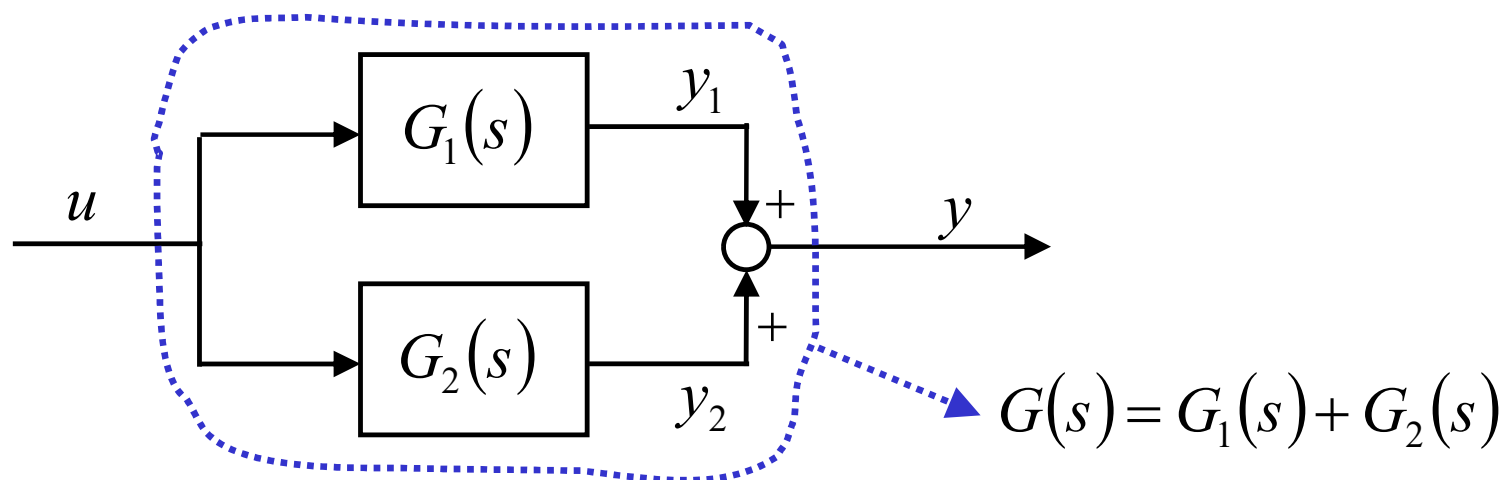 G₁(s)
y₁
+
u
y
G₂(s)
+
y₂
G(s) = G₁(s) + G₂(s)